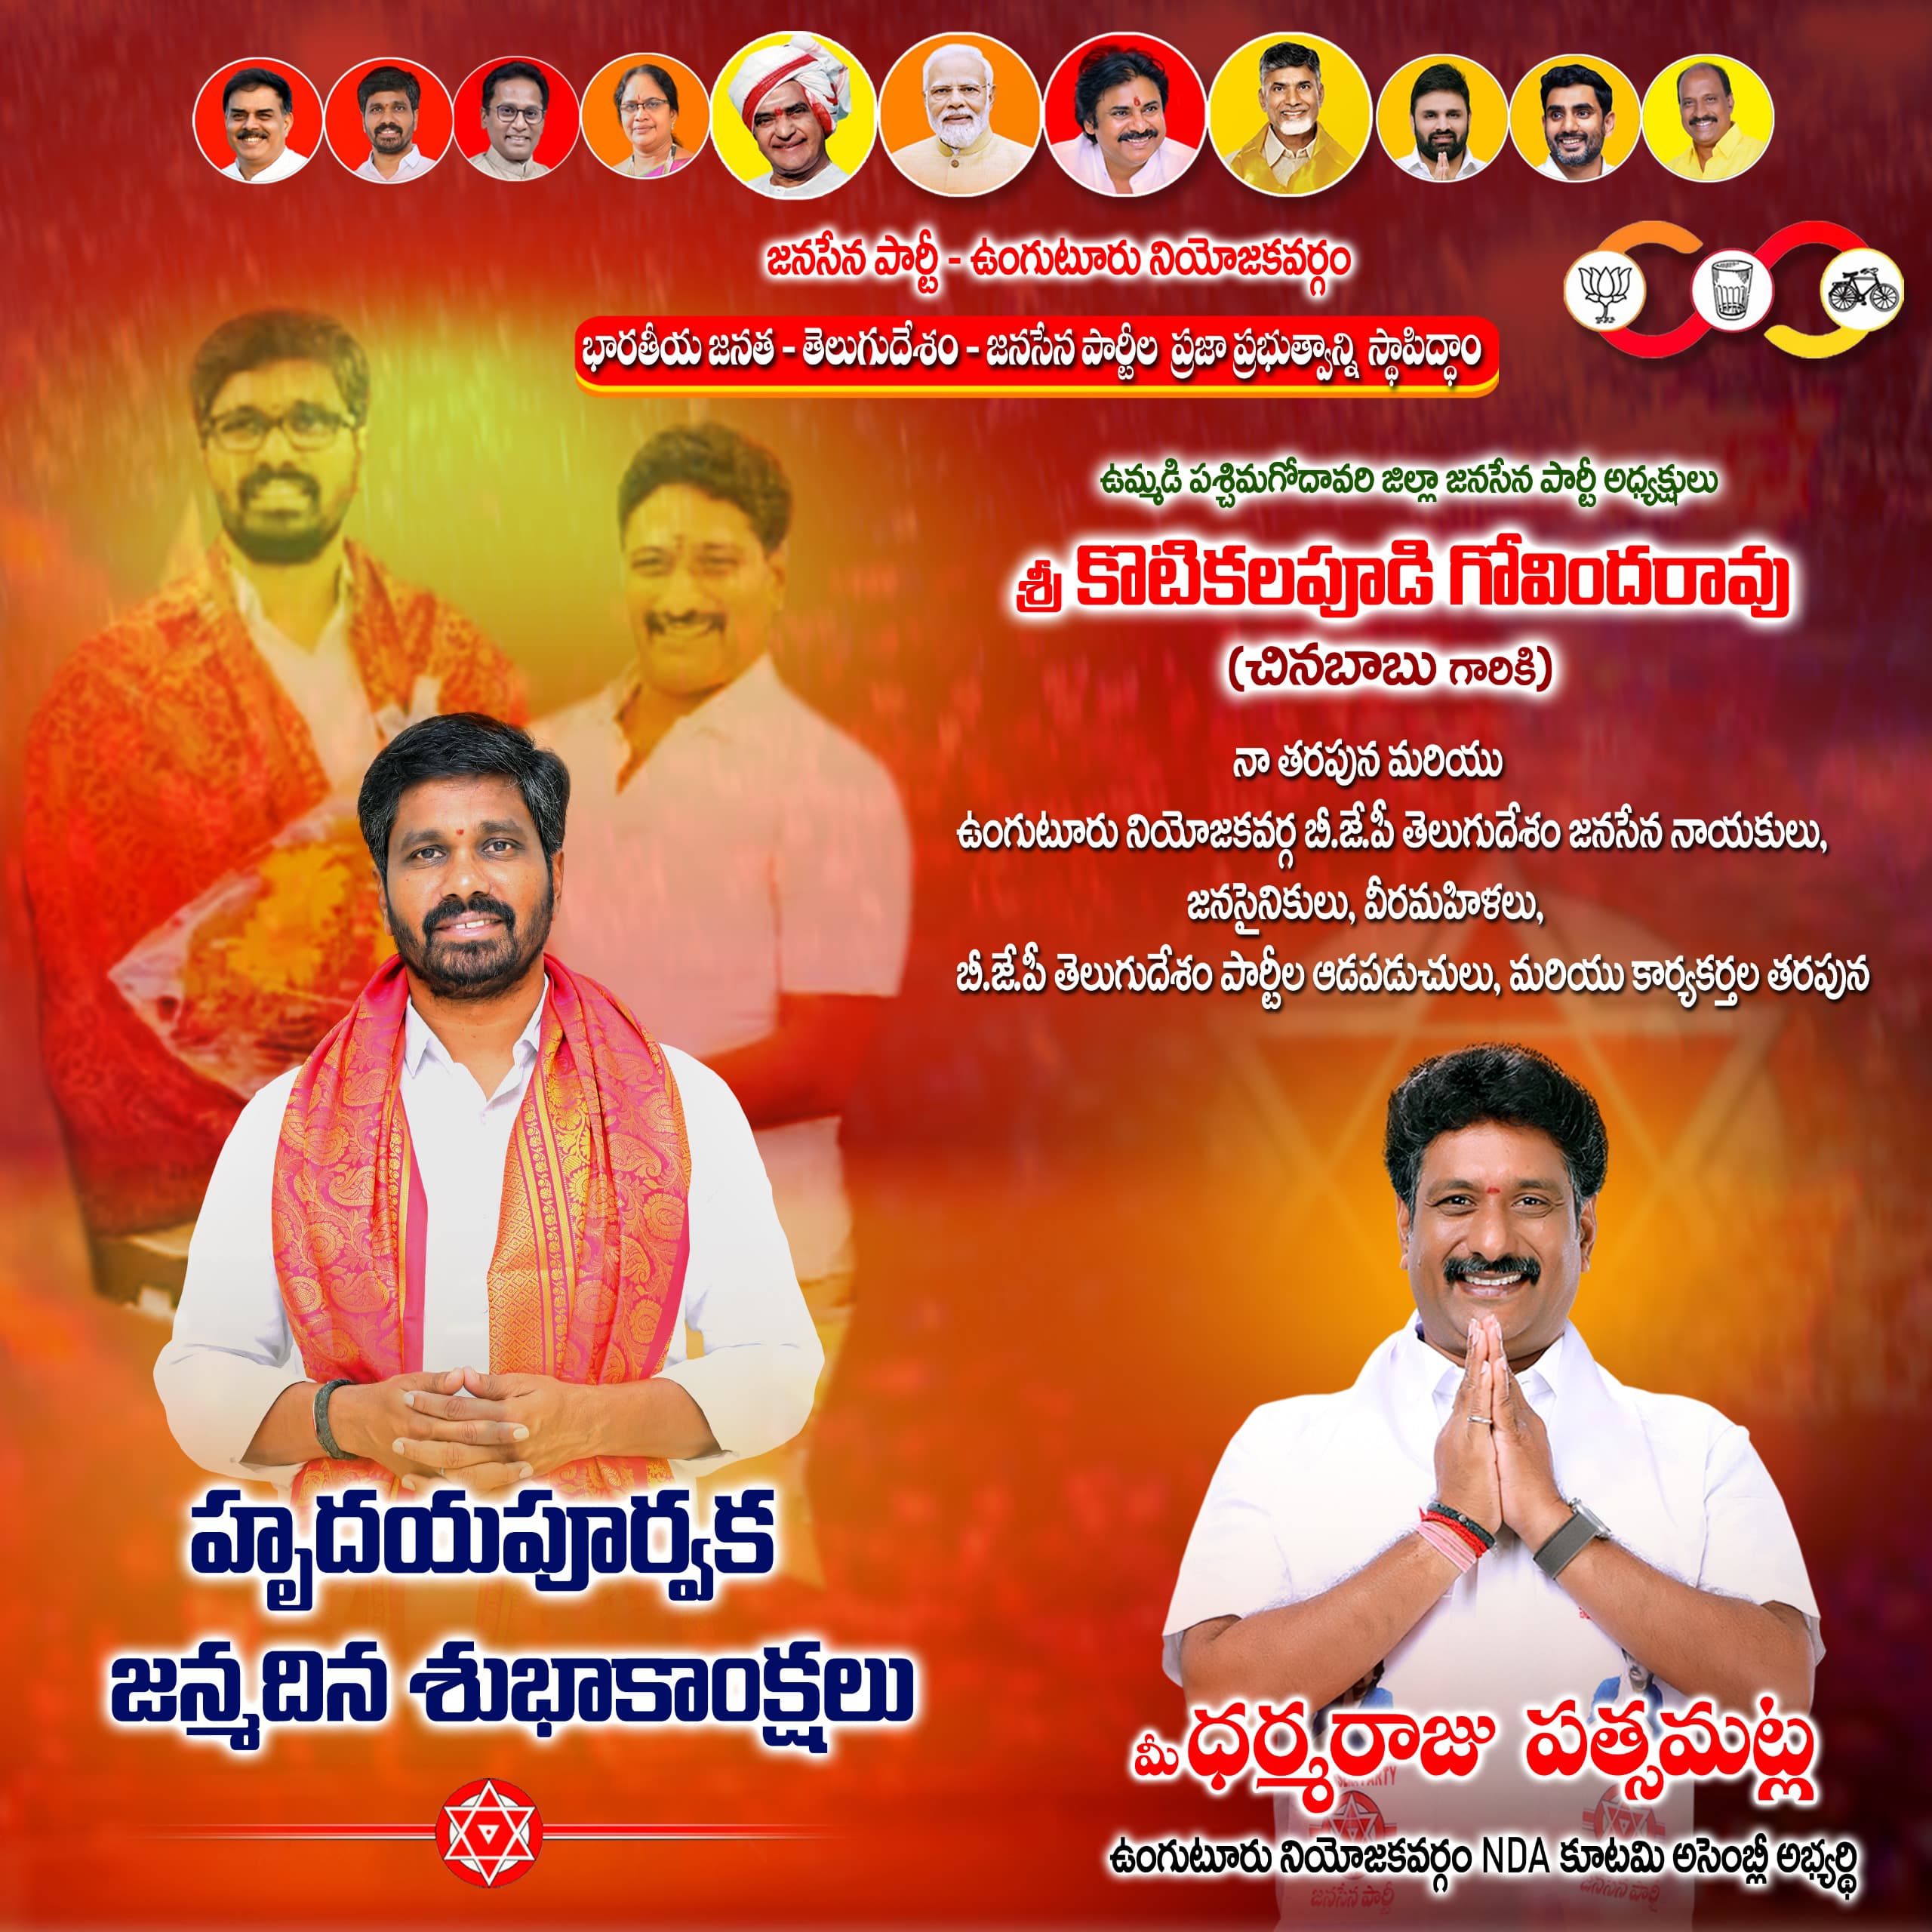 జనసేన పార్టీ - ఉంగుటూరు నియోజకవర్గం
భారతీయ జనత - తెలుగుదేశం - జనసేన పార్టీల ప్రజా ప్రభుత్వాన్ని స్థాపిద్ధాం
ఉమ్మడి పశ్చిమగోదావరి జిల్లా జనసేన పార్టీ అధ్యక్షులు
శ్రీ కొటికలపూడి గోవిందరావు
(చినబాబు గారికి)
నా తరపున మరియు
ఉంగుటూరు నియోజకవర్గ బీ.జే.పీ తెలుగుదేశం జనసేన నాయకులు,
జనసైనికులు, వీరమహిళలు,
బీ.జే.పీ తెలుగుదేశం పార్టీల ఆడపడుచులు, మరియు కార్యకర్తల తరపున
హృదయపూర్వక
జన్మదిన శుభాకాంక్షలు
మీ ధర్మరాజు పత్సమట్ల
ఉంగుటూరు నియోజకవర్గం NDA కూటమి అసెంబ్లీ అభ్యర్థి
జనసేన పార్టీ